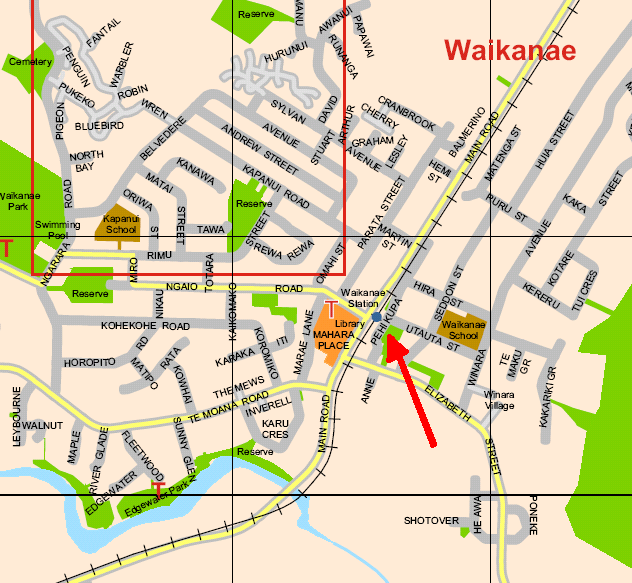 MANU
AWANUI
PAPAWAI
Reserve
FANTAIL
HURUNUI
RUNANGA
Waikanae
PENGUIN
WARBLER
Cemetery
PUKEKO
ROBIN
WREN
SYLVAN
DAVID
ARTHUR
CHERRY
CRANBROOK
BALMERINO
MAIN ROAD
PIGEON
ROAD
BLUEBIRD
BELVEDERE
ANDREW STREET
AVENUE
STUART
GRAHAM
AVENUE
LESLEY
MATENGA ST
HUIA STREET
NORTH
BAY
KANAWA
KAPANUI ROAD
HEMI
ST
MATAI
ORIWA
ST
PARATA STREET
PURU ST
KAKA
STREET
Waikanae
Park
Reserve
STREET
Kapanui
School
STREET
TAWA
MARTIN
ST
AVENUE
Swimming
Pool
T
NGARARA
RIMU
REWA
REWA
OMAHI ST
KOTARE
MIRO
TOTARA
NGAIO
ROAD
Waikanae
Station
HIRA
ST
SEDDON ST
KERERU
TUI CRES
Reserve
NIKAU
KAIKOMAKO
T
Library
MAHARA
PLACE
PEHI KUPA
UTAUTA ST
Waikanae
School
KOHEKOHE ROAD
MARAE LANE
HOROPITO
RD
MATIPO
RATA
KARAKA
ITI
KOROMIKO
WINARA
TE
MAKU
GR
KAKARIKI GR
KOWHAI
THE MEWS
ANNIE
ELIZABETH
STREET
Winara
Village
LEYBOURNE
TE MOANA ROAD
INVERELL
MAIN ROAD
WALNUT
MAPLE
RIVER GLADE
FLEETWOOD
SUNNY GLEN
KARU
CRES
Reserve
EDGEWATER
T
Edgewater Park
SHOTOVER
HE AWA
PONEKE